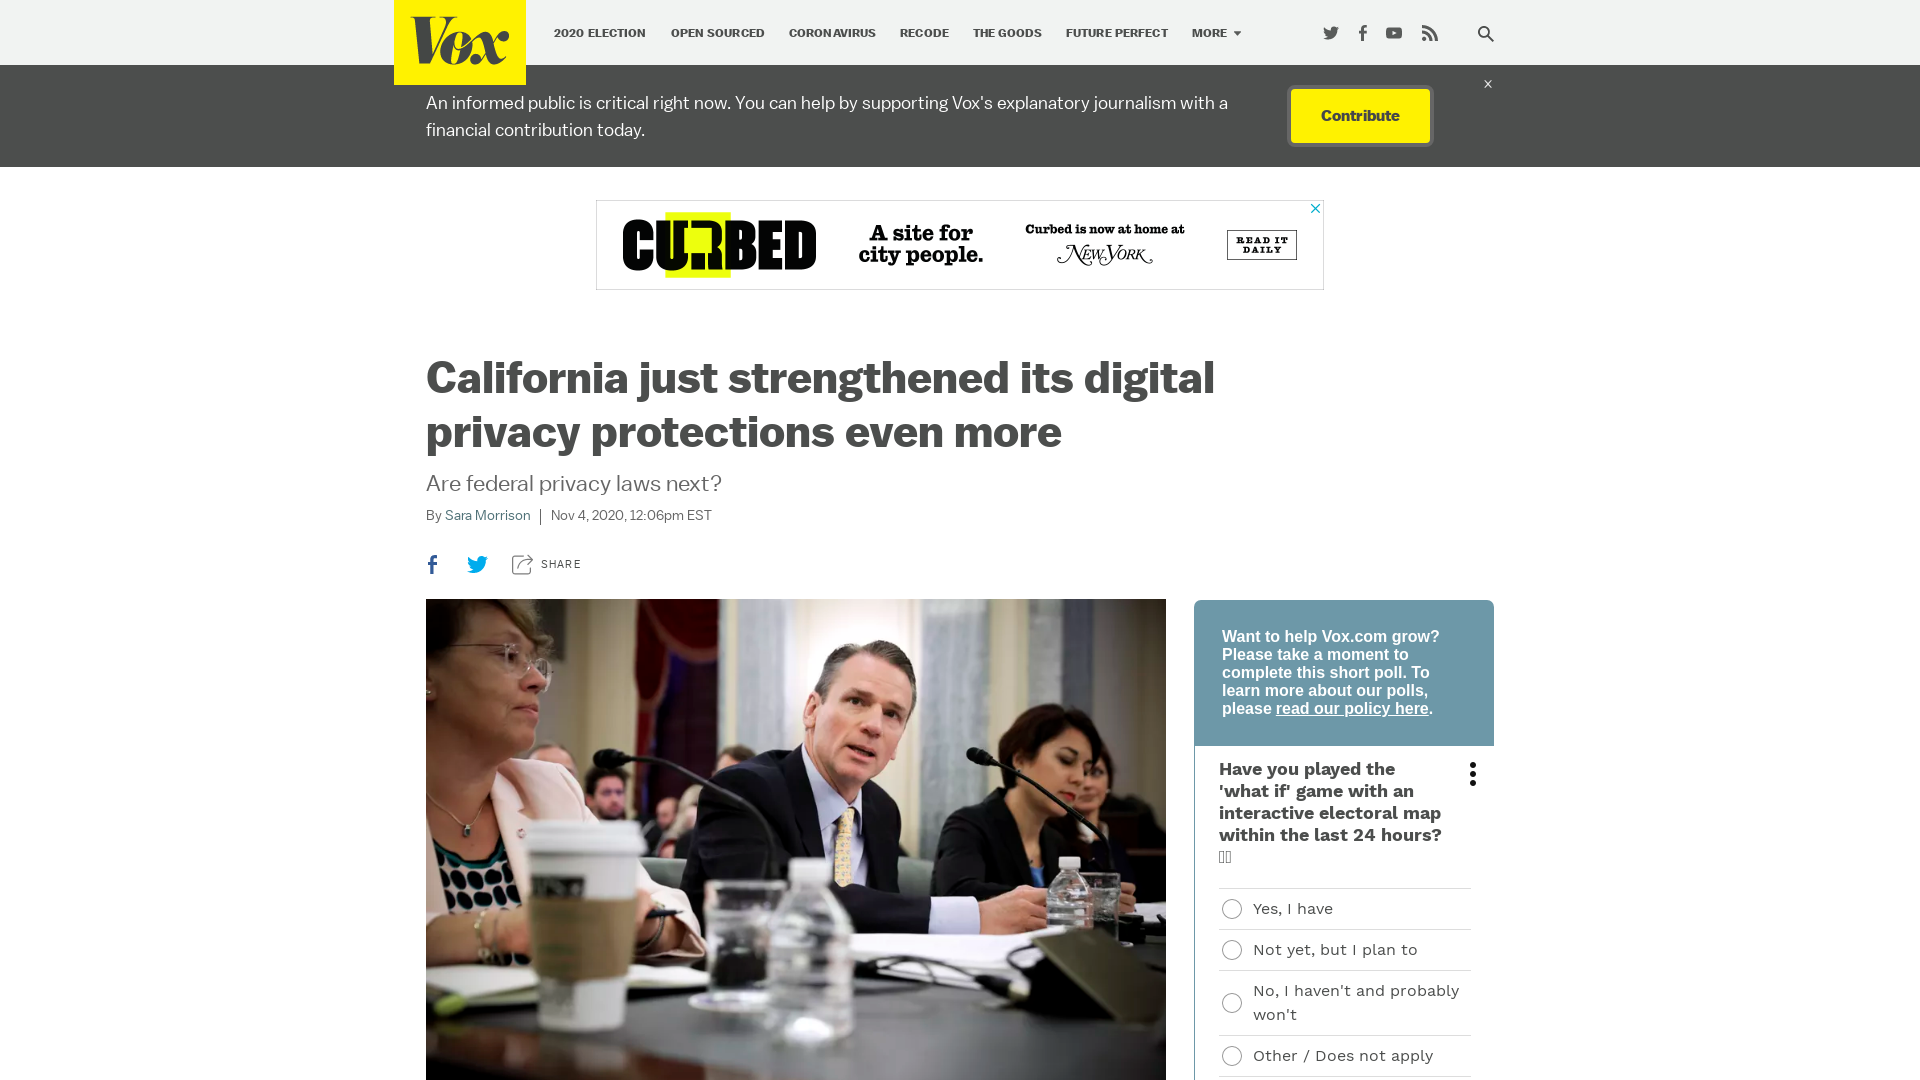 Vox
2020 ELECTION
OPEN SOURCED
CORONAVIRUS
RECODE
THE GOODS
FUTURE PERFECT
MORE
An informed public is critical right now. You can help by supporting Vox's explanatory journalism with a
financial contribution today.
Contribute
x
CURBED
A site for
city people.
Curbed is now at home at
NEW YORK
READ IT
DAILY
California just strengthened its digital
privacy protections even more
Are federal privacy laws next?
By Sara Morrison | Nov 4, 2020, 12:06pm EST
SHARE
Want to help Vox.com grow?
Please take a moment to
complete this short poll. To
learn more about our polls,
please read our policy here.
Have you played the
'what if' game with an
interactive electoral map
within the last 24 hours?
Yes, I have
Not yet, but I plan to
No, I haven't and probably
won't
Other / Does not apply